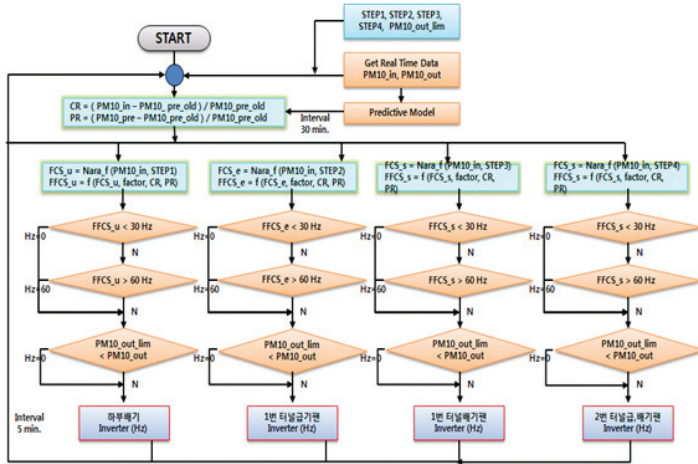 STEP1, STEP2, STEP3,
STEP4, PM10_out_lim
START
Get Real Time Data
PM10_in, PM10_out
CR = ( PM10_in – PM10_ pre_old) / PM10_pre_old
PR = (PM10_pre – PM10_pre_old) / PM10_pre_old
Interval
30 min.
Predictive Model
FCS_u = Nara_f (PM10_in, STEP1)
FFCS_u = f (FCS_u, factor, CR, PR)
FCS_e = Nara_f (PM10_in, STEP2)
FFCS_e = f (FCS_e, factor, CR, PR)
FCS_s = Nara_f (PM10_in, STEP3)
FFCS_s = f (FCS_s, factor, CR,
PR)
FCS_s = Nara_f (PM10_in, STEP4)
FFCS_s = f (FCS_s, factor, CR,
PR)
FFCS_u < 30 Hz
FFCS_e < 30 Hz
FFCS_s < 30 Hz
FFCS_s < 30 Hz
Hz=0
Hz=0
Hz=0
Hz=0
N
N
N
N
FFCS_u > 60 Hz
FFCS_e > 60 Hz
FFCS_s > 60 Hz
FFCS_s > 60 Hz
Hz=60
Hz=60
Hz=60
Hz=60
N
N
N
N
PM10_out_lim
< PM10_out
PM10_out_lim
< PM10_out
PM10_out_lim
< PM10_out
PM10_out_lim
< PM10_out
Hz=0
Hz=0
Hz=0
Hz=0
N
N
N
N
Interval
5 min.
하부배기
Inverter (Hz)
1번 터널급기팬
Inverter (Hz)
1번 터널배기팬
Inverter (Hz)
2번 터널급,배기팬
Inverter (Hz)